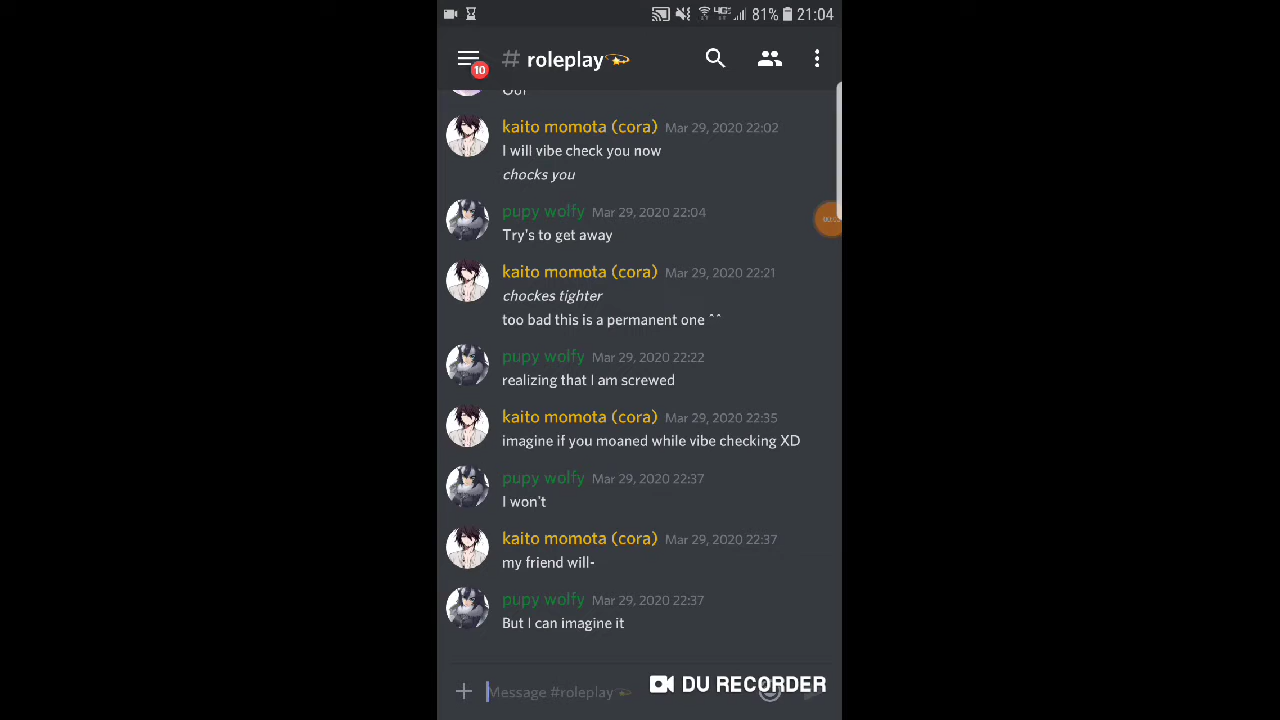 81% 21:04
# roleplay
10
Oof
kaito momota (cora) Mar 29, 2020 22:02
I will vibe check you now
chocks you
pupy wolfy Mar 29, 2020 22:04
Try's to get away
kaito momota (cora) Mar 29, 2020 22:21
chockes tighter
too bad this is a permanent one ^^
pupy wolfy Mar 29, 2020 22:22
realizing that I am screwed
kaito momota (cora) Mar 29, 2020 22:35
imagine if you moaned while vibe checking XD
pupy wolfy Mar 29, 2020 22:37
I won't
kaito momota (cora) Mar 29, 2020 22:37
my friend will-
pupy wolfy Mar 29, 2020 22:37
But I can imagine it
Message #roleplay
DU RECORDER